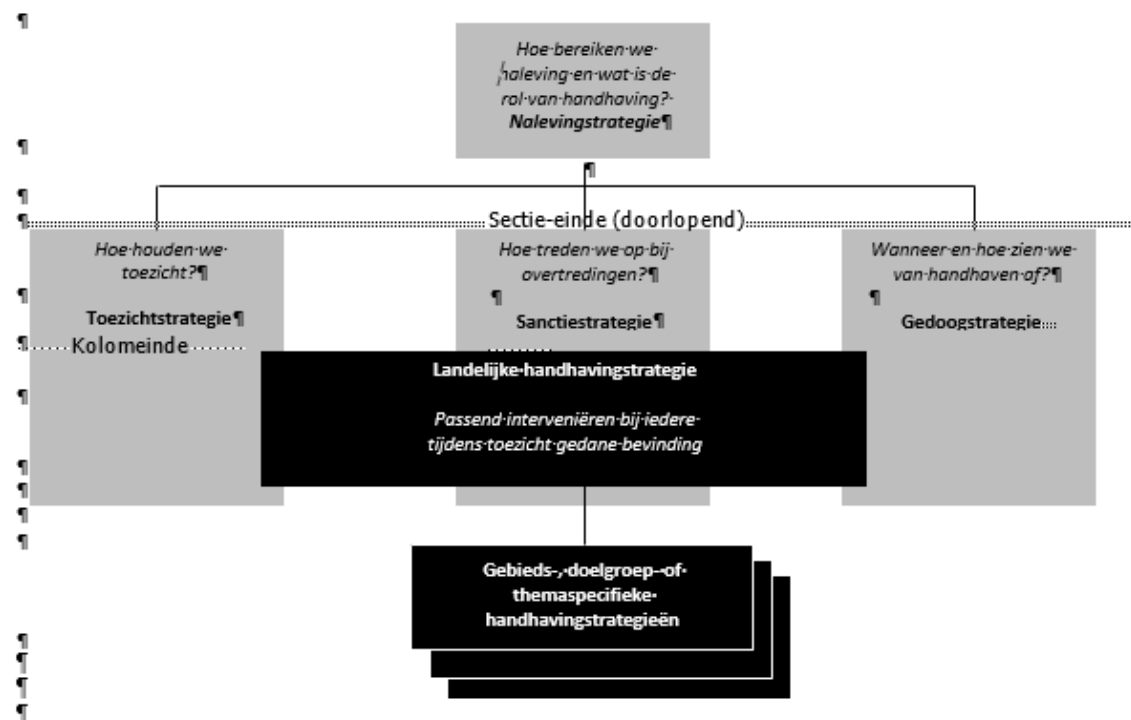 Hoe·bereiken·we·
naleving·en·wat·is·de·
rol·van·handhaving?·
Nalevingstrategie¶
¶
Sectie-einde (doorlopend)
Hoe·houden·we·
toezicht?¶
Toezichtstrategie¶
Kolomeinde
Hoe·treden·we·op·bij·
overtredingen?¶
¶
Sanctiestrategie¶
Wanneer·en·hoe·zien·we·
van·handhaven·af?¶
¶
Gedoogstrategie
Landelijke·handhavingstrategie
Passend·interveniëren·bij·iedere·
tijdens·toezicht·gedane·bevinding
Gebieds-,·doelgroep-·of·
themaspecifieke·
handhavingstrategieën